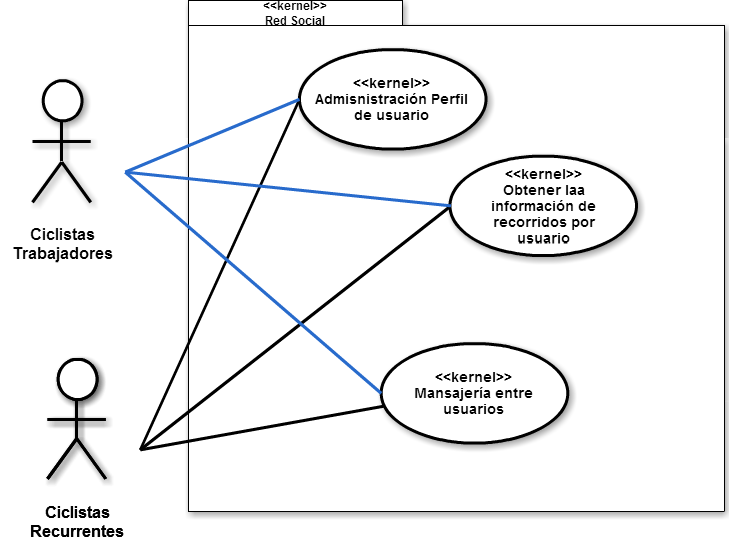 <<kernel>>
Red Social
<<kernel>>
Admisnistración Perfil
de usuario
<<kernel>>
Obtener laa
información de
recorridos por
usuario
Ciclistas
Trabajadores
<<kernel>>
Mansajería entre
usuarios
Ciclistas
Recurrentes